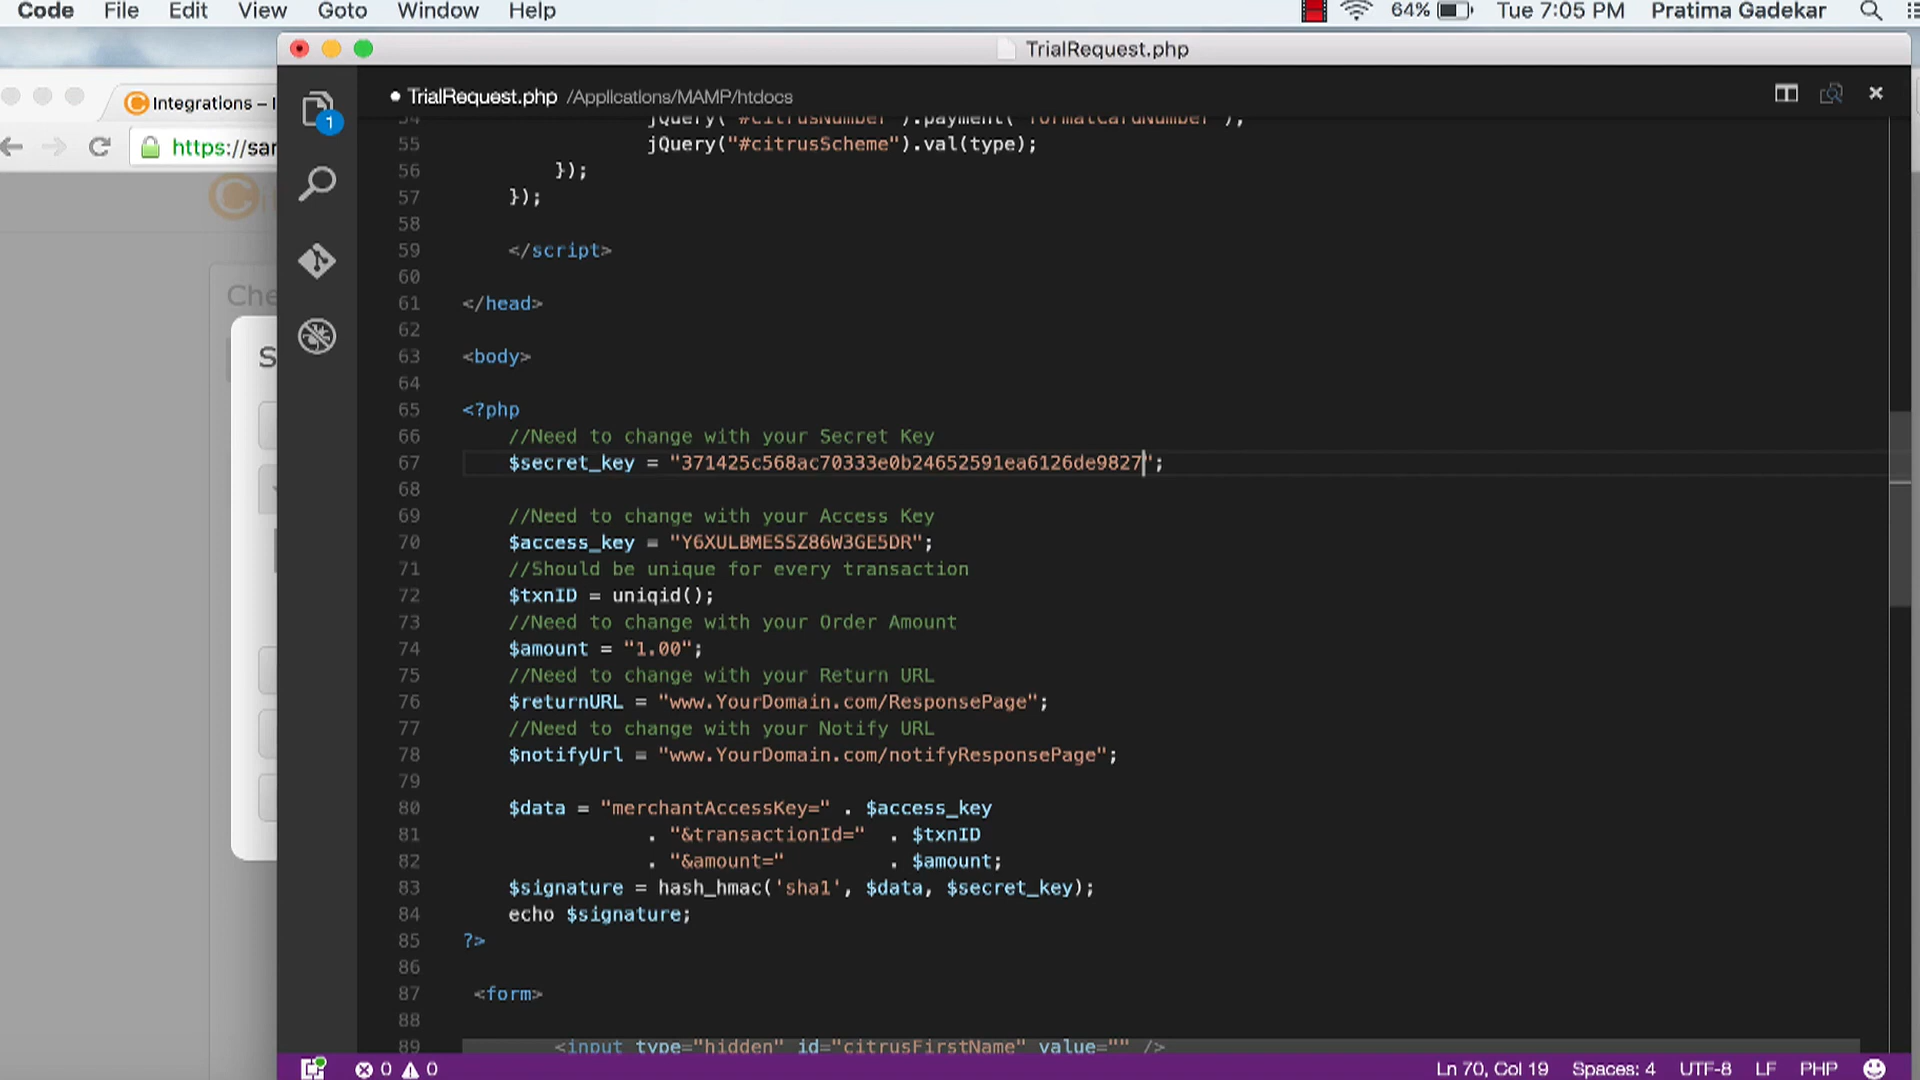 Code File Edit View Goto Window Help 64% Tue 7:05 PM Pratima Gadekar
TrialRequest.php
Integrations –
https://sar
TrialRequest.php /Applications/MAMP/htdocs
1
54 jQuery("#citrusNumber").payment("formatCardNumber");
55 jQuery("#citrusScheme").val(type);
56 });
57 });
58
59 </script>
60
61 </head>
62
63 <body>
64
65 <?php
66 //Need to change with your Secret Key
67 $secret_key = "371425c568ac70333e0b24652591ea6126de9827";
68
69 //Need to change with your Access Key
70 $access_key = "Y6XULBMESSZ86W3GE5DR";
71 //Should be unique for every transaction
72 $txnID = uniqid();
73 //Need to change with your Order Amount
74 $amount = "1.00";
75 //Need to change with your Return URL
76 $returnURL = "www.YourDomain.com/ResponsePage";
77 //Need to change with your Notify URL
78 $notifyUrl = "www.YourDomain.com/notifyResponsePage";
79
80 $data = "merchantAccessKey=" . $access_key
81 . "&transactionId=" . $txnID
82 . "&amount=" . $amount;
83 $signature = hash_hmac('sha1', $data, $secret_key);
84 echo $signature;
85 ?>
86
87 <form>
88
89 <input type="hidden" id="citrusFirstName" value="" />
Che
S
0 0 Ln 70, Col 19 Spaces: 4 UTF-8 LF PHP